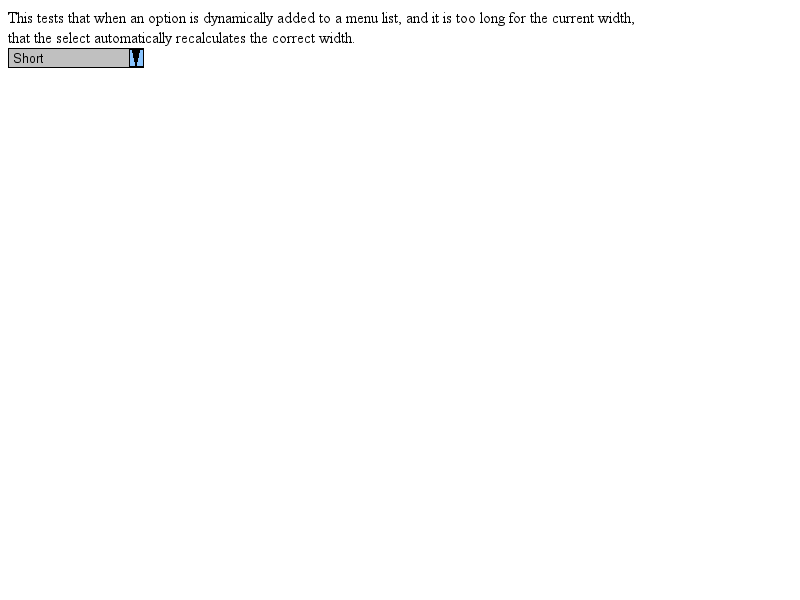 This tests that when an option is dynamically added to a menu list, and it is too long for the current width,
that the select automatically recalculates the correct width.
Short